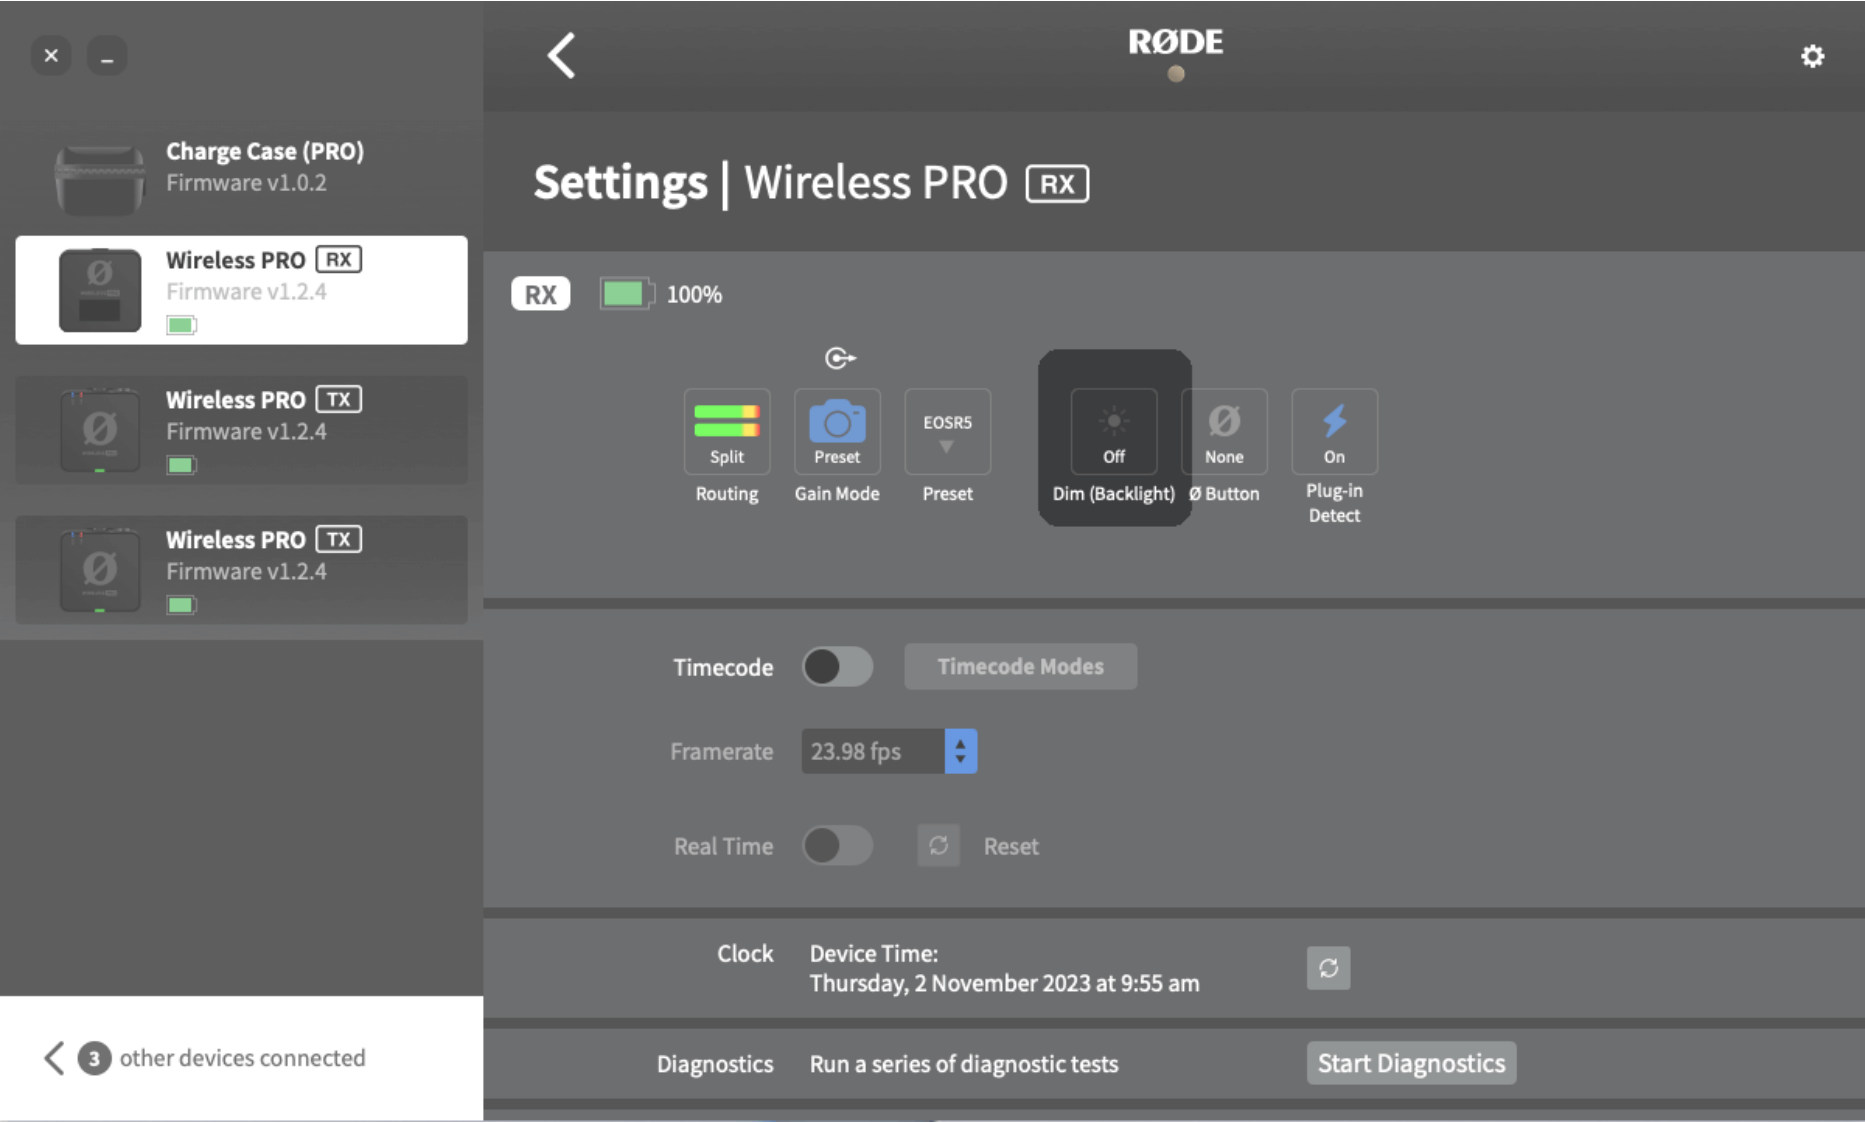 RØDE
Charge Case (PRO)
Firmware v1.0.2
Wireless PRO RX
Firmware v1.2.4
Wireless PRO TX
Firmware v1.2.4
Wireless PRO TX
Firmware v1.2.4
3 other devices connected
Settings | Wireless PRO RX
RX 100%
EOSR5
Split Preset Off None On
Routing Gain Mode Preset Dim (Backlight) Ø Button Plug-in
Detect
Timecode Timecode Modes
Framerate 23.98 fps
Real Time Reset
Clock Device Time:
Thursday, 2 November 2023 at 9:55 am
Diagnostics Run a series of diagnostic tests Start Diagnostics